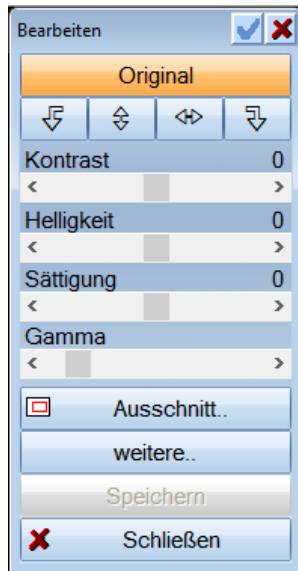 Bearbeiten
Original
Kontrast 0
Helligkeit 0
Sättigung 0
Gamma
Ausschnitt..
weitere..
Speichern
Schließen